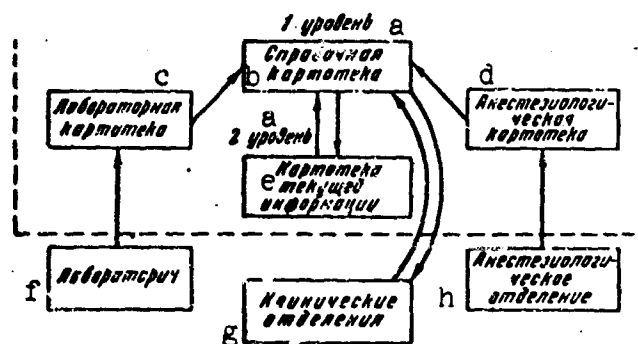 1 уровень a
Справочная
b картотека
c
Лабораторная
картотека
d
Анестезиологи-
ческая
картотека
a
2 уровень
e Картотека
текущей
информации
f Лаборатсрич
g Клинические
отделения
h Анестезиологи-
ческое
отделение